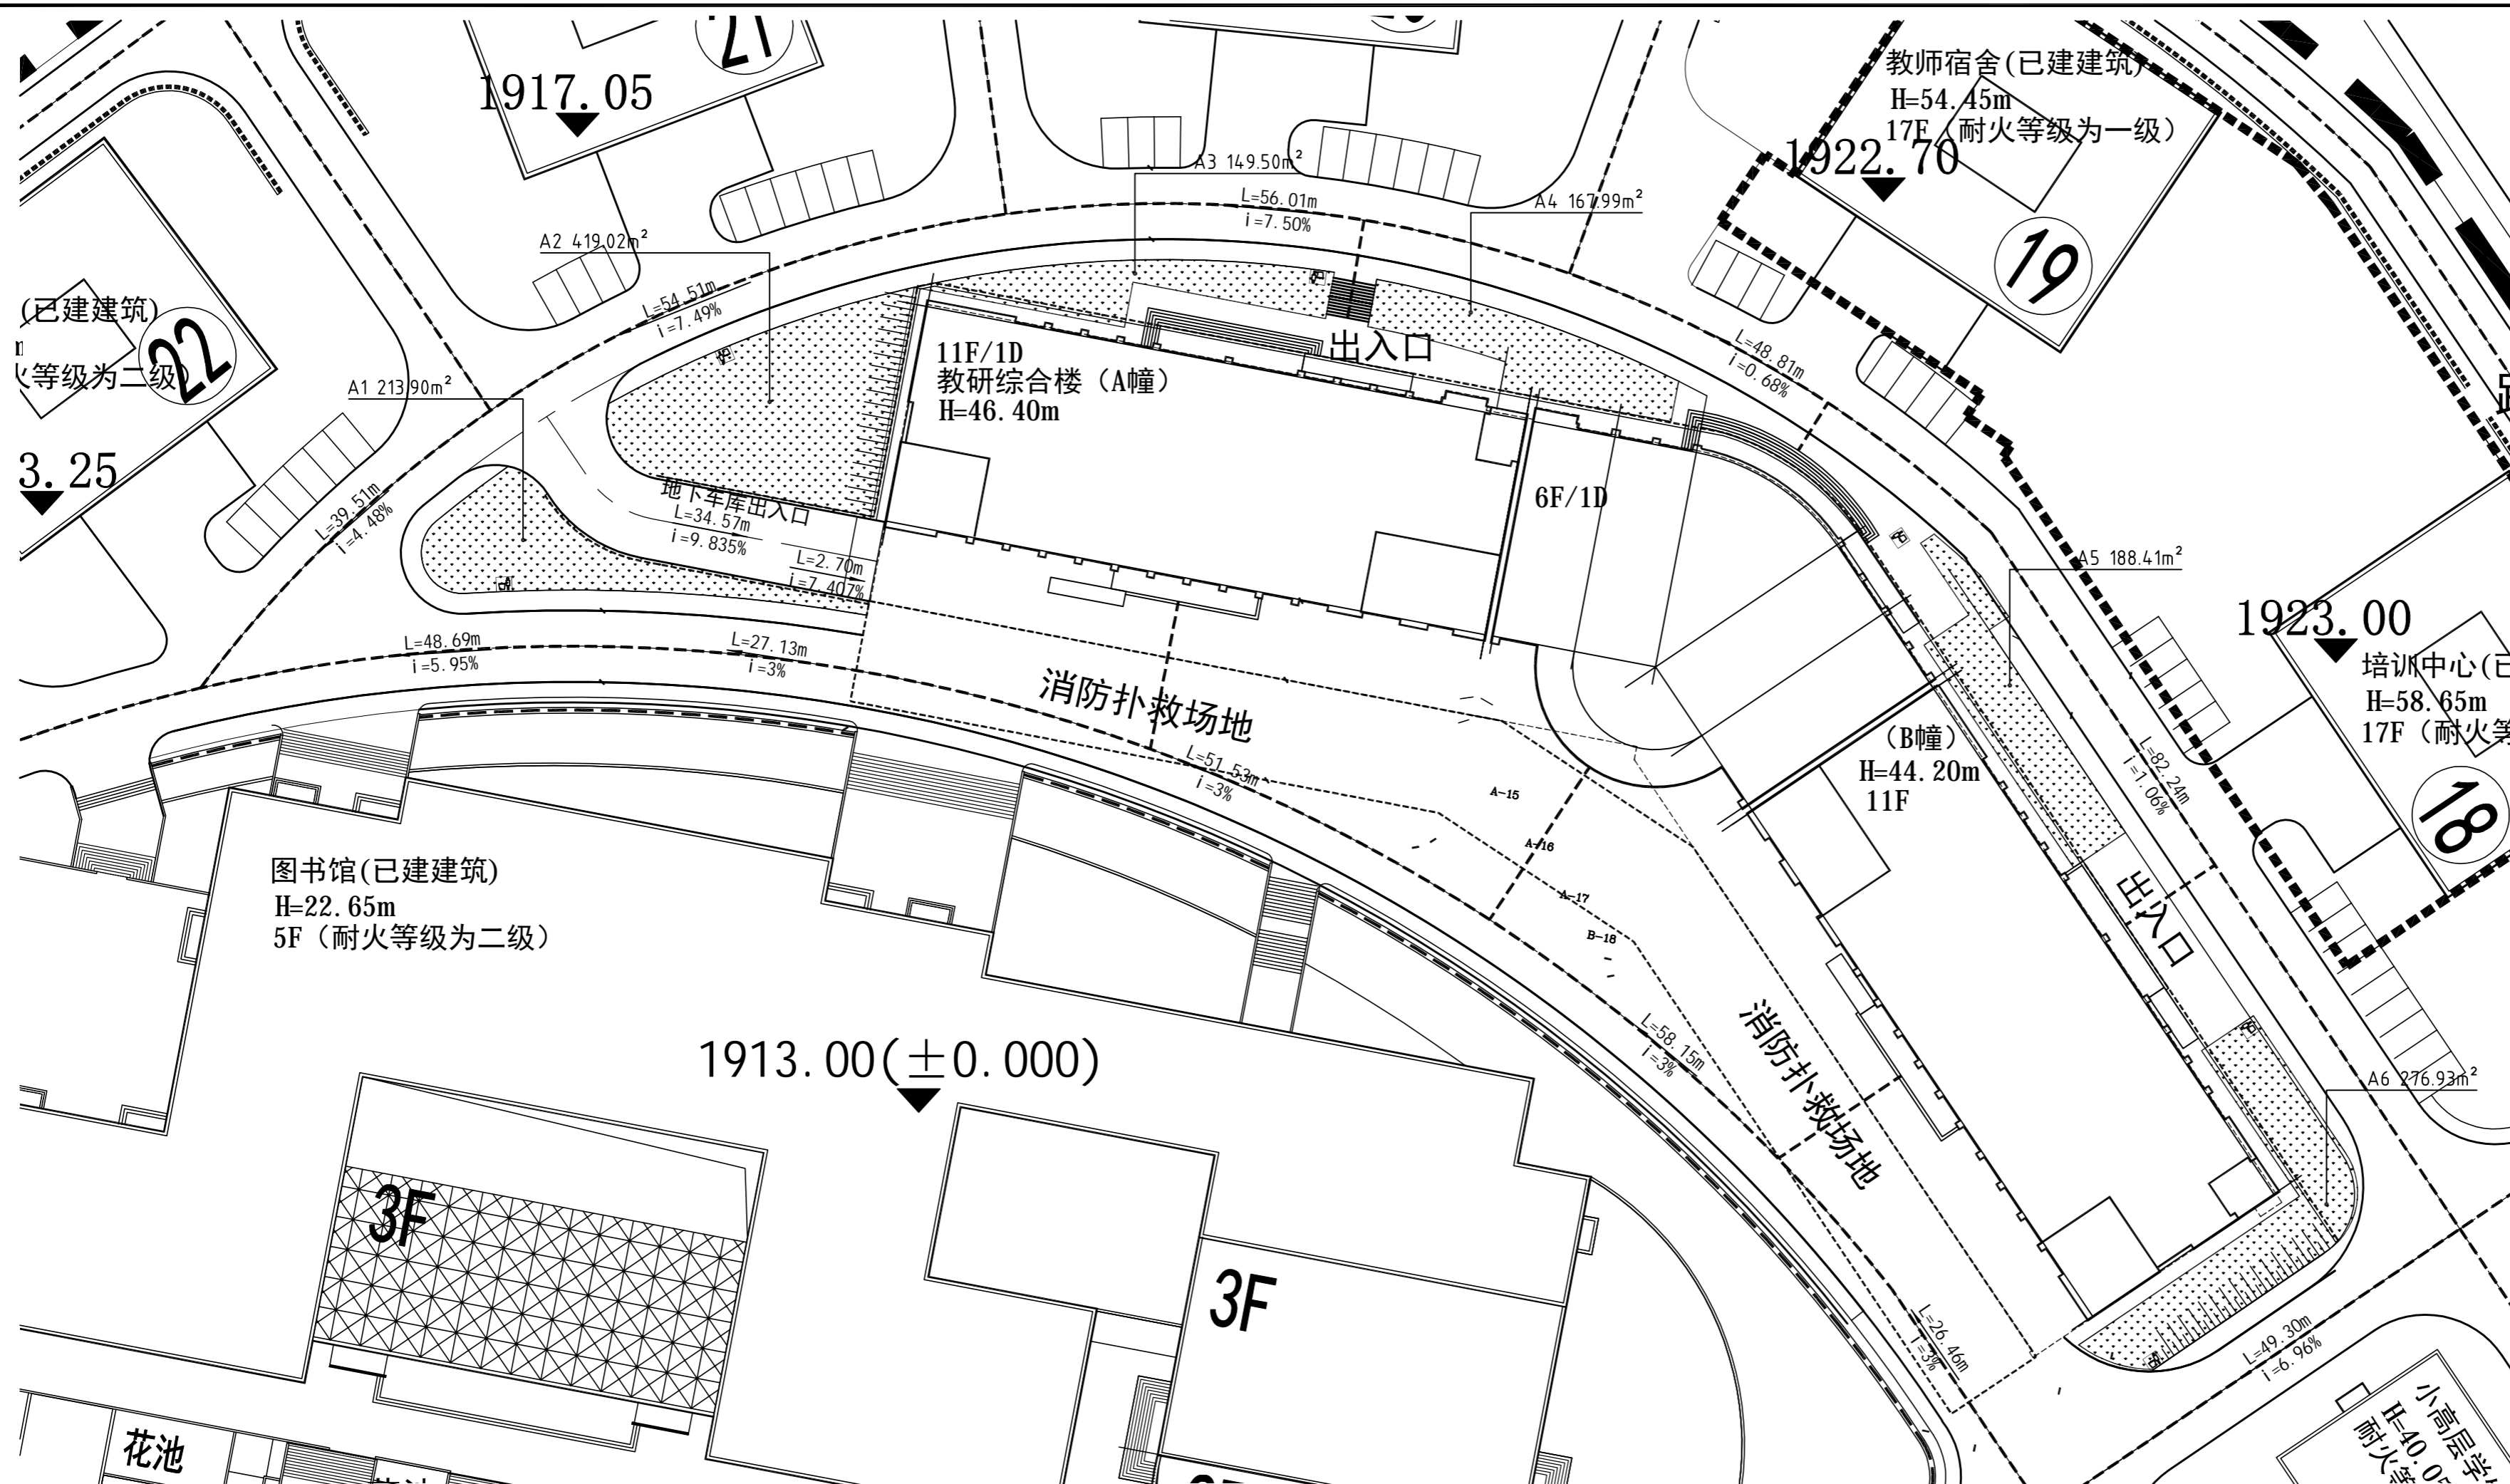 21
1917.05
教师宿舍(已建建筑)
H=54.45m
17F（耐火等级为一级）
1922.70
19
A3 149.50m²
L=56.01m
i=7.50%
A4 167.99m²
A2 419.02m²
L=54.51m
i=7.49%
(已建建筑)
22
等级为二级)
A1 213.90m²
3.25
L=39.51m
i=4.48%
11F/1D
教研综合楼（A幢）
H=46.40m
出入口
L=48.81m
i=0.68%
6F/1D
地下车库出入口
L=34.57m
i=9.835%
L=2.70m
i=7.407%
A5 188.41m²
1923.00
培训中心(已
H=58.65m
17F（耐火等
18
L=48.69m
i=5.95%
L=27.13m
i=3%
消防扑救场地
L=51.53m
i=3%
（B幢）
H=44.20m
11F
L=82.24m
i=1.06%
A-15
A-16
A-17
B-18
出入口
图书馆(已建建筑)
H=22.65m
5F（耐火等级为二级）
1913.00(±0.000)
L=58.15m
i=3%
消防扑救场地
A6 276.93m²
3F
3F
L=26.46m
i=3%
L=49.30m
i=6.96%
小高层学
H=40.0
耐火等
花池
花池